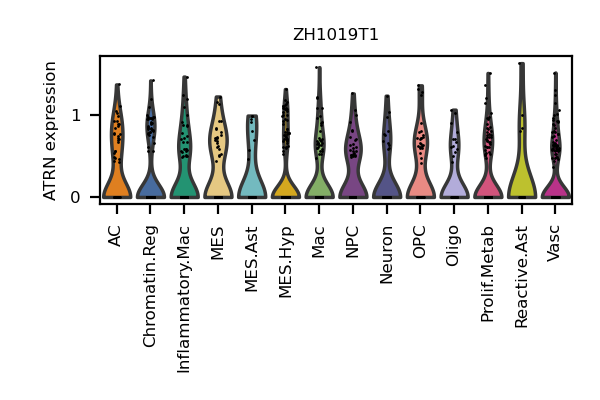 ZH1019T1
ATRN expression
1
0
AC
Chromatin.Reg
Inflammatory.Mac
MES
MES.Ast
MES.Hyp
Mac
NPC
Neuron
OPC
Oligo
Prolif.Metab
Reactive.Ast
Vasc